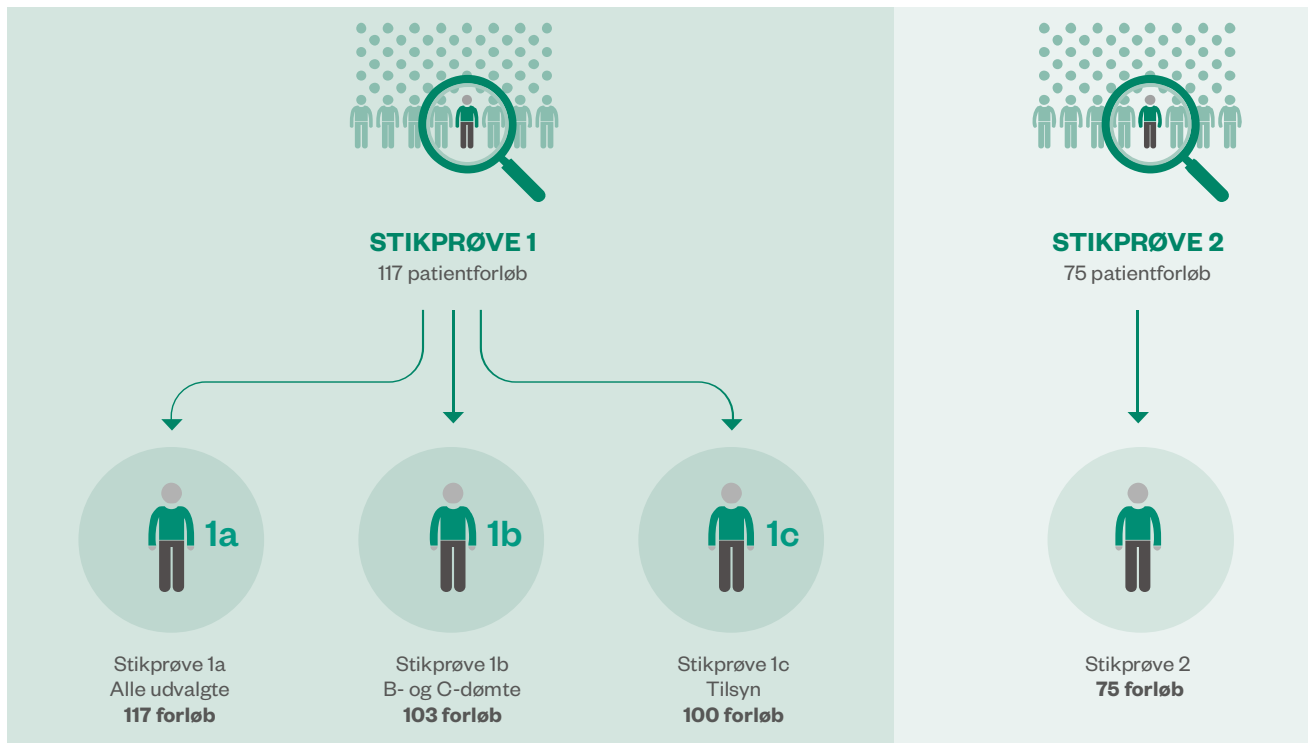 STIKPRØVE 1
117 patientforløb
STIKPRØVE 2
75 patientforløb
1a
1b
1c
Stikprøve 1a
Alle udvalgte
117 forløb
Stikprøve 1b
B- og C-dømte
103 forløb
Stikprøve 1c
Tilsyn
100 forløb
Stikprøve 2
75 forløb